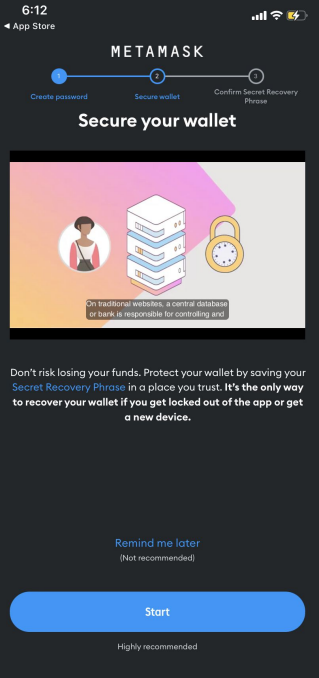 6:12
◀ App Store
METAMASK
1
2
3
Create password
Secure wallet
Confirm Secret Recovery
Phrase
Secure your wallet
On traditional websites, a central database
or bank is responsible for controlling and
Don't risk losing your funds. Protect your wallet by saving your
Secret Recovery Phrase in a place you trust. It's the only way
to recover your wallet if you get locked out of the app or get
a new device.
Remind me later
(Not recommended)
Start
Highly recommended